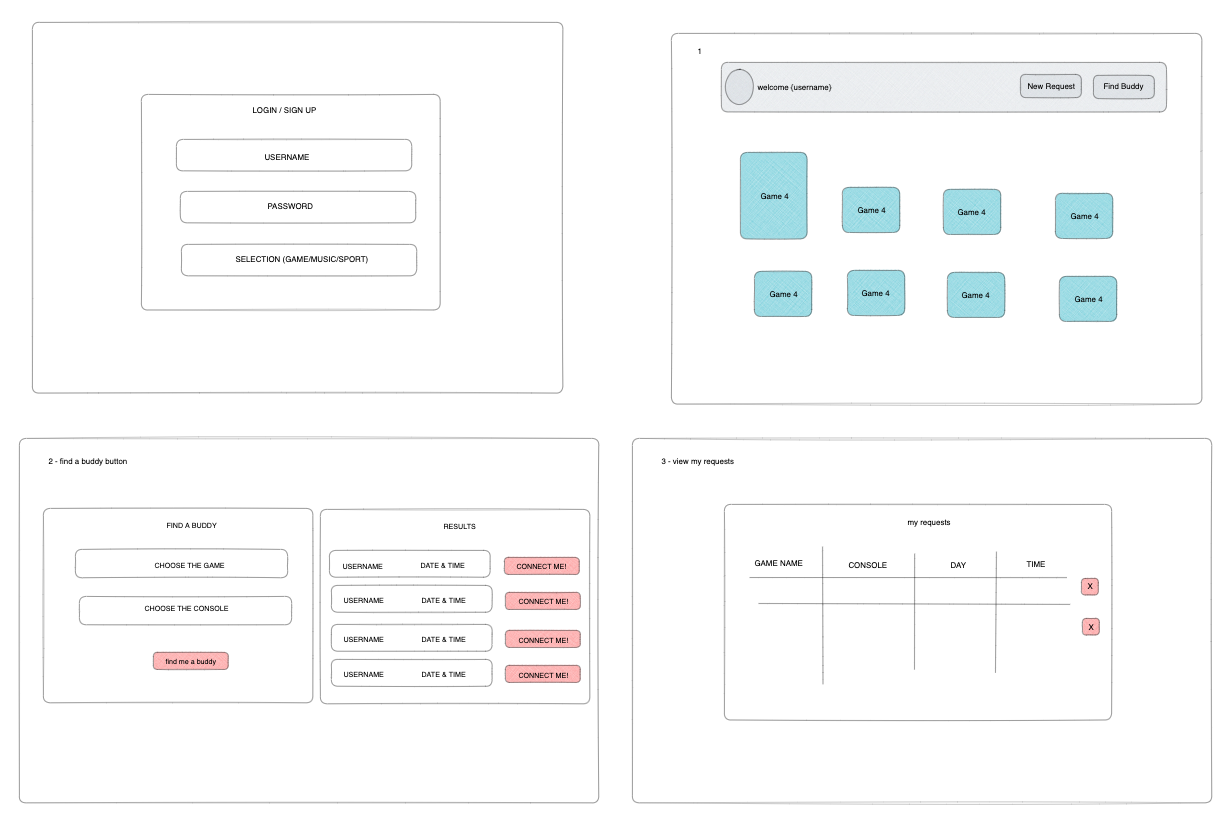 LOGIN / SIGN UP
USERNAME
PASSWORD
SELECTION (GAME/MUSIC/SPORT)
1
welcome {username}
New Request
Find Buddy
Game 4
Game 4
Game 4
Game 4
Game 4
Game 4
Game 4
Game 4
2 - find a buddy button
FIND A BUDDY
CHOOSE THE GAME
CHOOSE THE CONSOLE
find me a buddy
RESULTS
USERNAME DATE & TIME CONNECT ME!
USERNAME DATE & TIME CONNECT ME!
USERNAME DATE & TIME CONNECT ME!
USERNAME DATE & TIME CONNECT ME!
3 - view my requests
my requests
GAME NAME CONSOLE DAY TIME
X
X